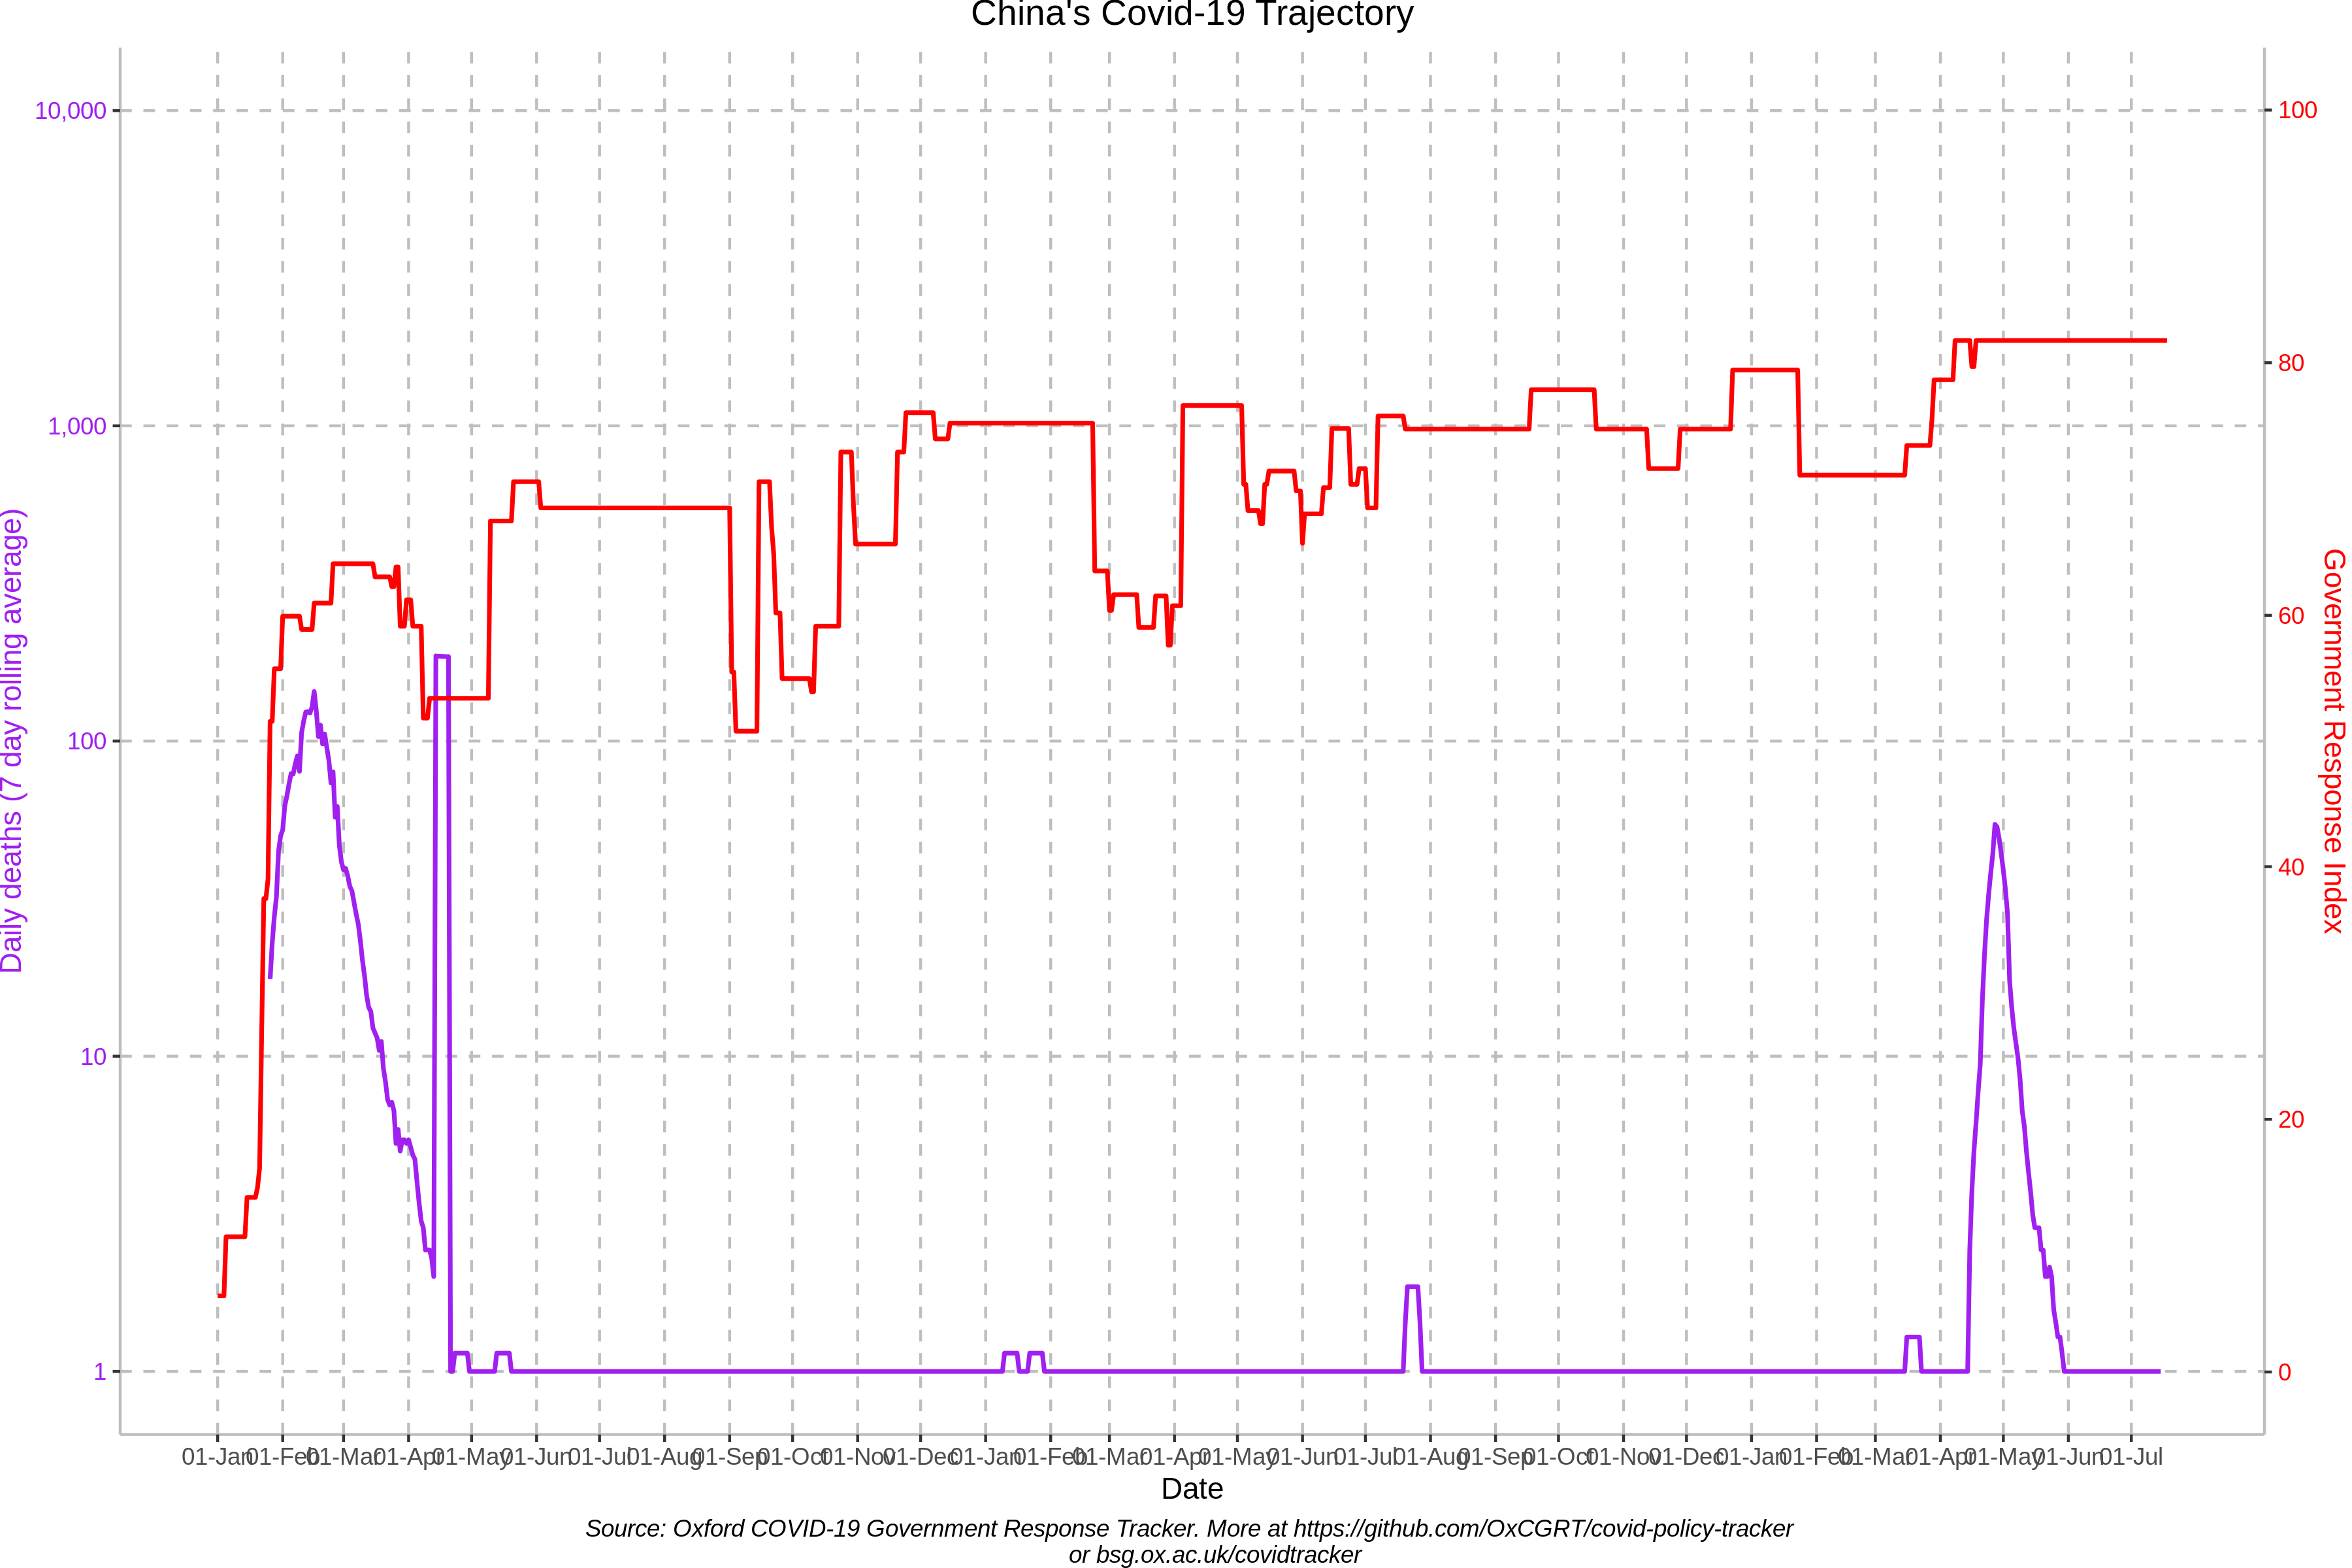 China's Covid-19 Trajectory
10,000
1,000
100
10
1
Daily deaths (7 day rolling average)
100
80
60
40
20
0
Government Response Index
01-Jan 01-Feb 01-Mar 01-Apr 01-May 01-Jun 01-Jul 01-Aug 01-Sep 01-Oct 01-Nov 01-Dec 01-Jan 01-Feb 01-Mar 01-Apr 01-May 01-Jun 01-Jul 01-Aug 01-Sep 01-Oct 01-Nov 01-Dec 01-Jan 01-Feb 01-Mar 01-Apr 01-May 01-Jun 01-Jul
Date
Source: Oxford COVID-19 Government Response Tracker. More at https://github.com/OxCGRT/covid-policy-tracker
or bsg.ox.ac.uk/covidtracker